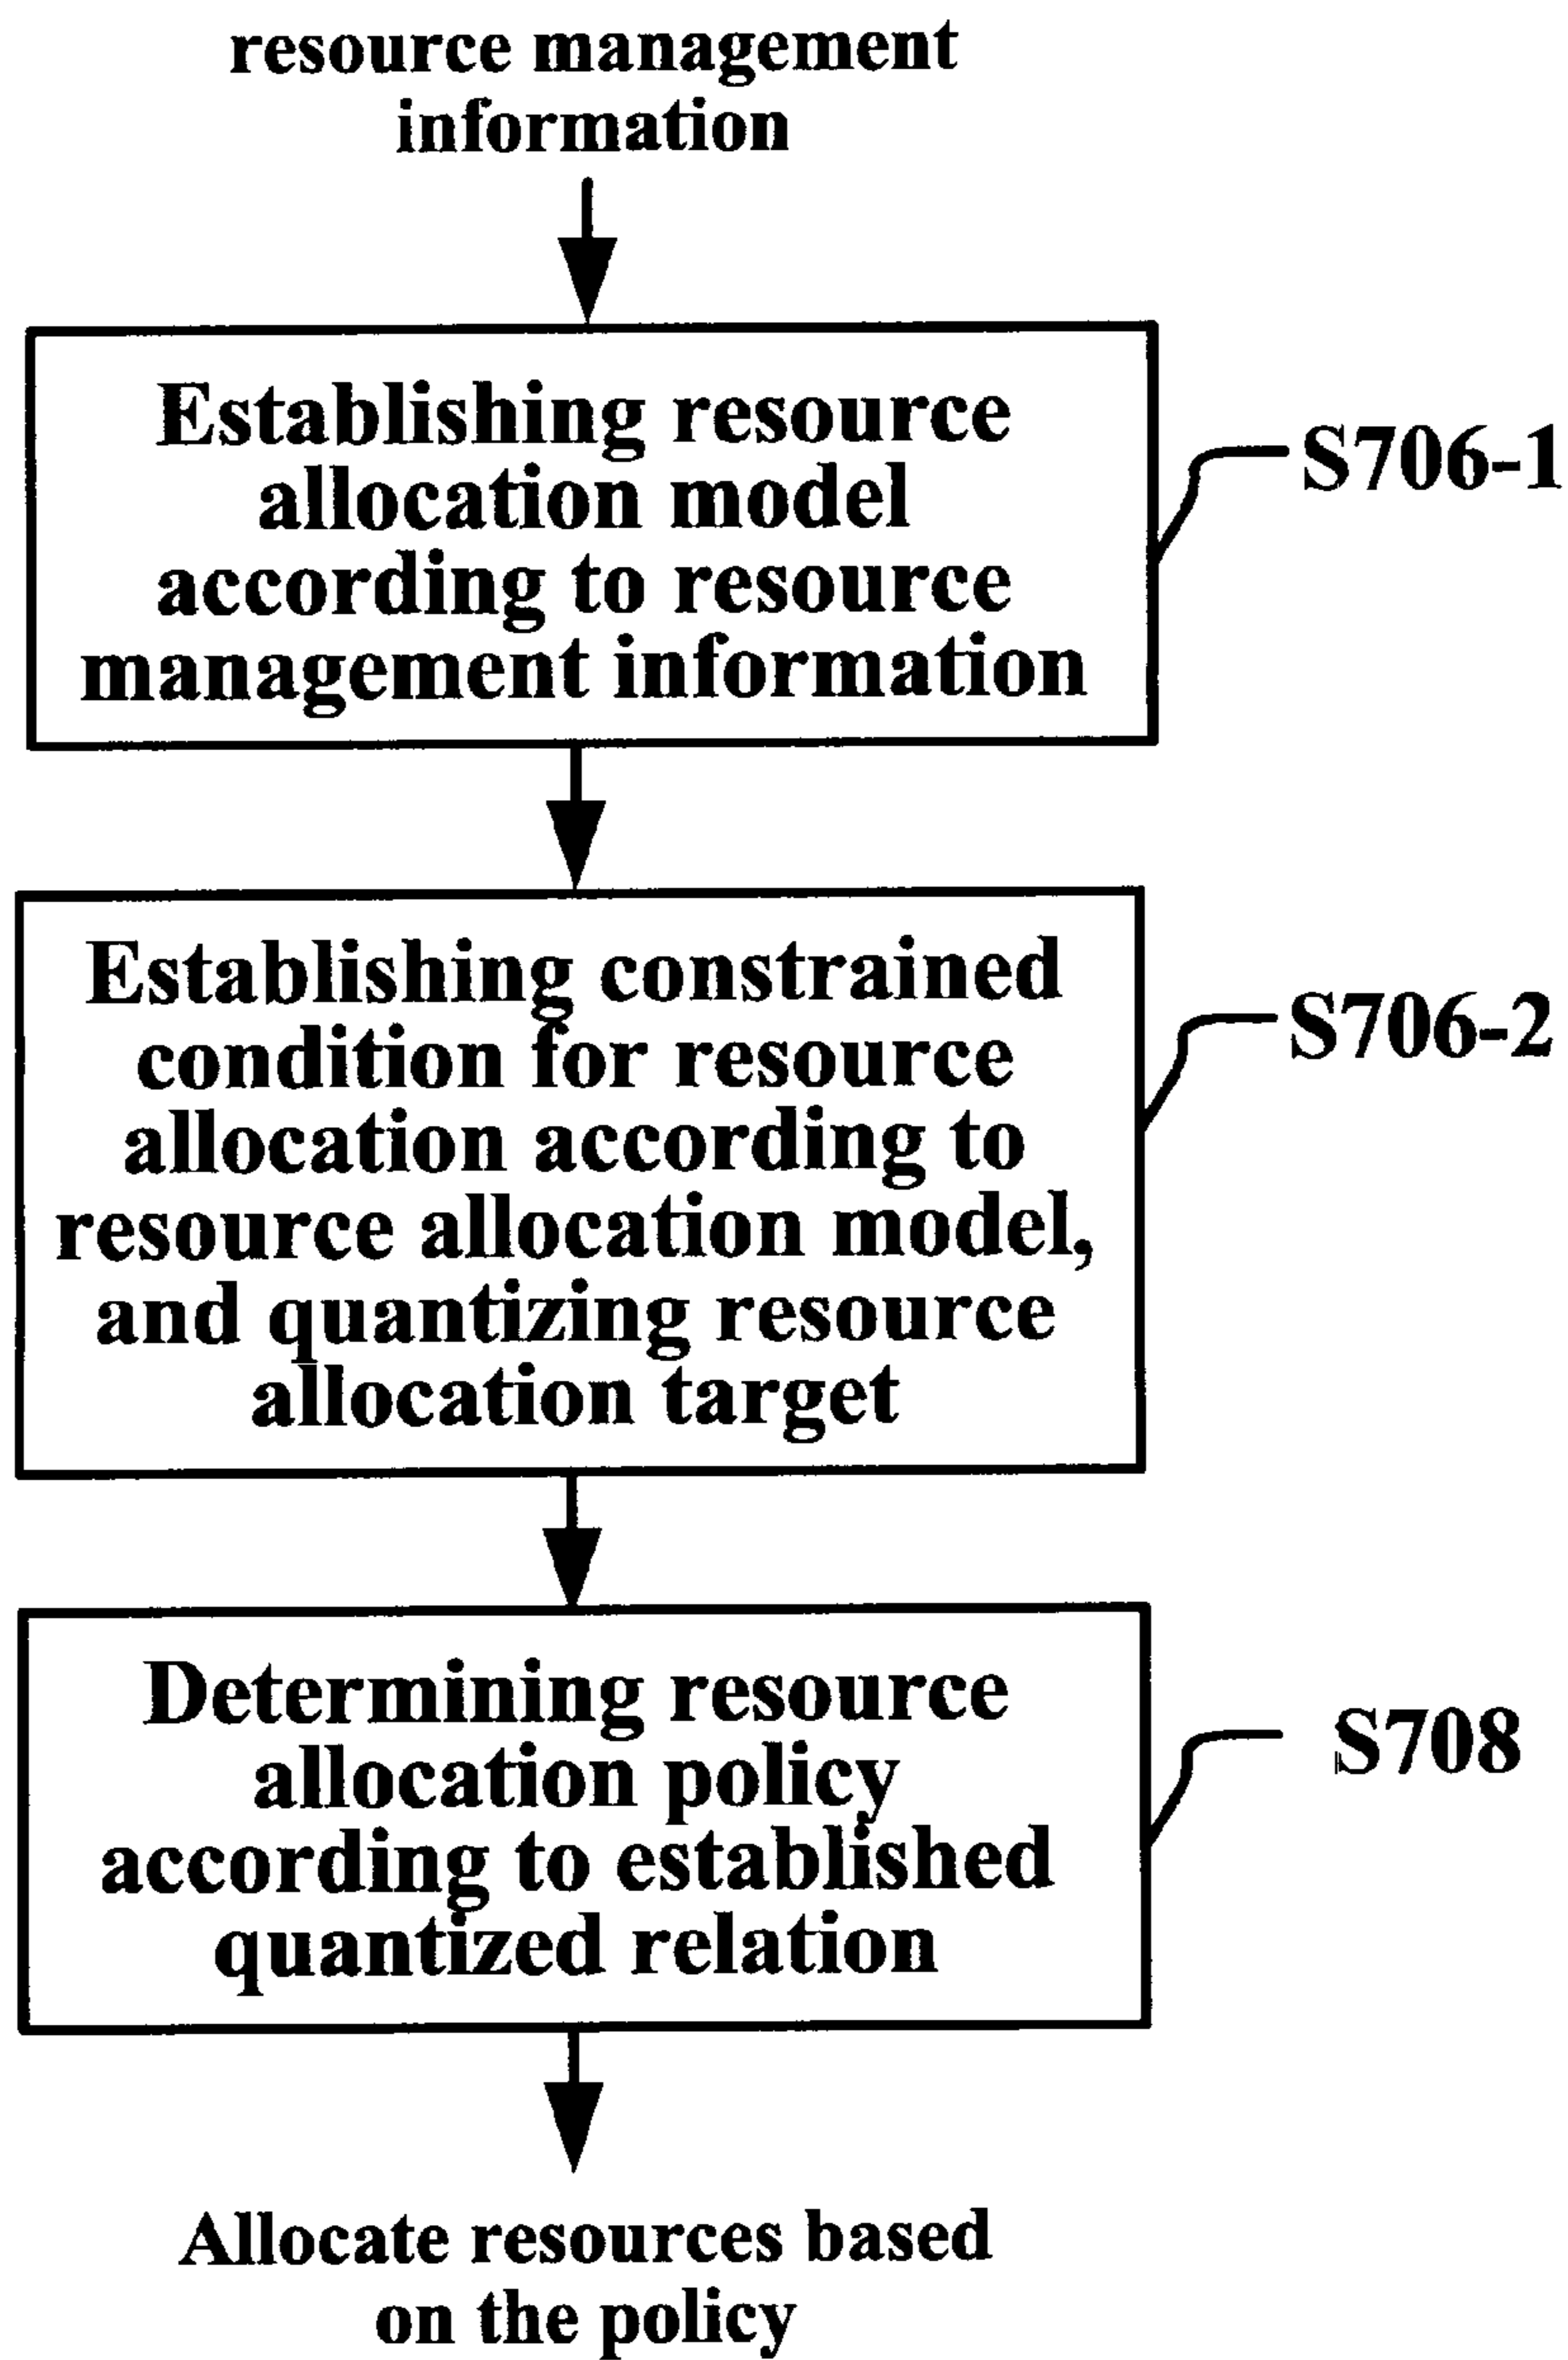 resource management
information
Establishing resource
allocation model
according to resource
management information
S706-1
Establishing constrained
condition for resource
allocation according to
resource allocation model,
and quantizing resource
allocation target
S706-2
Determining resource
allocation policy
according to established
quantized relation
S708
Allocate resources based
on the policy